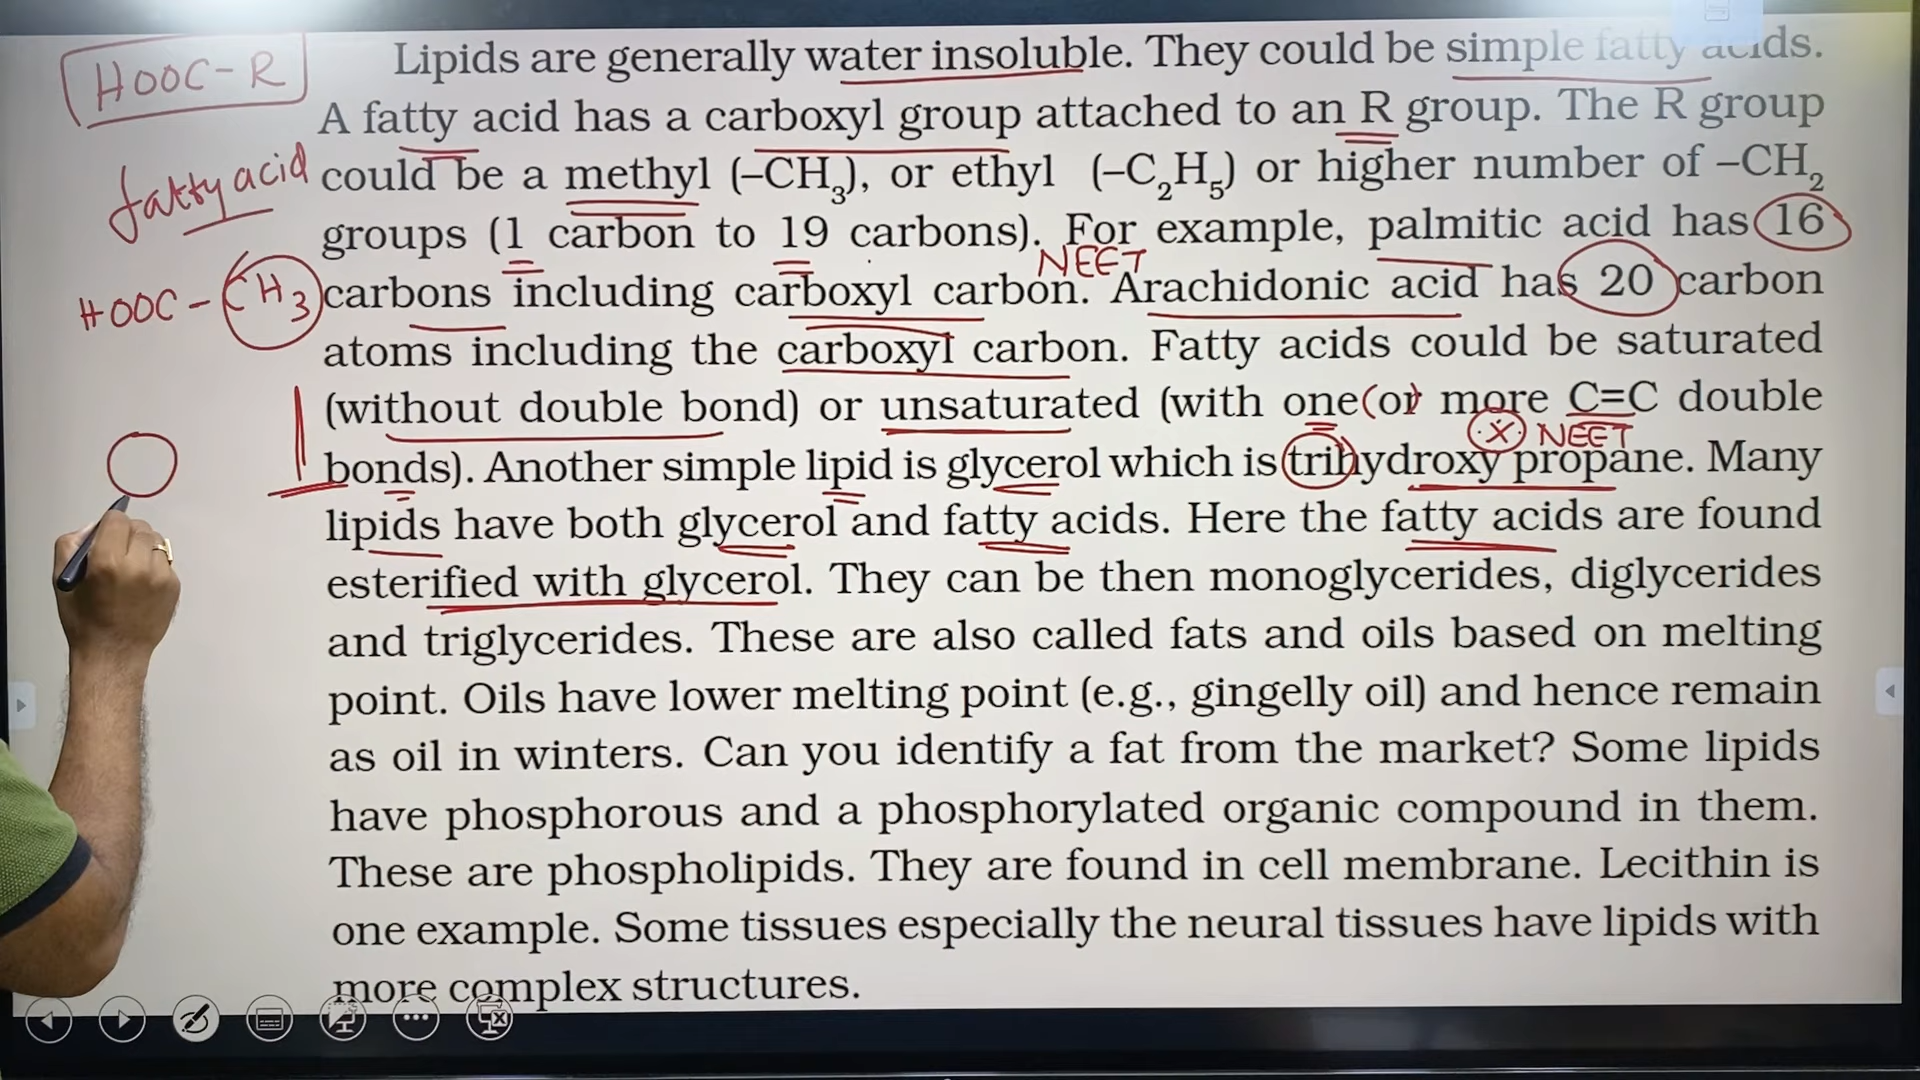 HOOC-R
Lipids are generally water insoluble. They could be simple fatty acids.
A fatty acid has a carboxyl group attached to an R group. The R group
fatty acid
could be a methyl (–CH₃), or ethyl (–C₂H₅) or higher number of –CH₂
groups (1 carbon to 19 carbons). For example, palmitic acid has 16
NEET
HOOC-CH₃
carbons including carboxyl carbon. Arachidonic acid has 20 carbon
atoms including the carboxyl carbon. Fatty acids could be saturated
(without double bond) or unsaturated (with one(or) more C=C double
X NEET
bonds). Another simple lipid is glycerol which is trihydroxy propane. Many
lipids have both glycerol and fatty acids. Here the fatty acids are found
esterified with glycerol. They can be then monoglycerides, diglycerides
and triglycerides. These are also called fats and oils based on melting
point. Oils have lower melting point (e.g., gingelly oil) and hence remain
as oil in winters. Can you identify a fat from the market? Some lipids
have phosphorous and a phosphorylated organic compound in them.
These are phospholipids. They are found in cell membrane. Lecithin is
one example. Some tissues especially the neural tissues have lipids with
more complex structures.